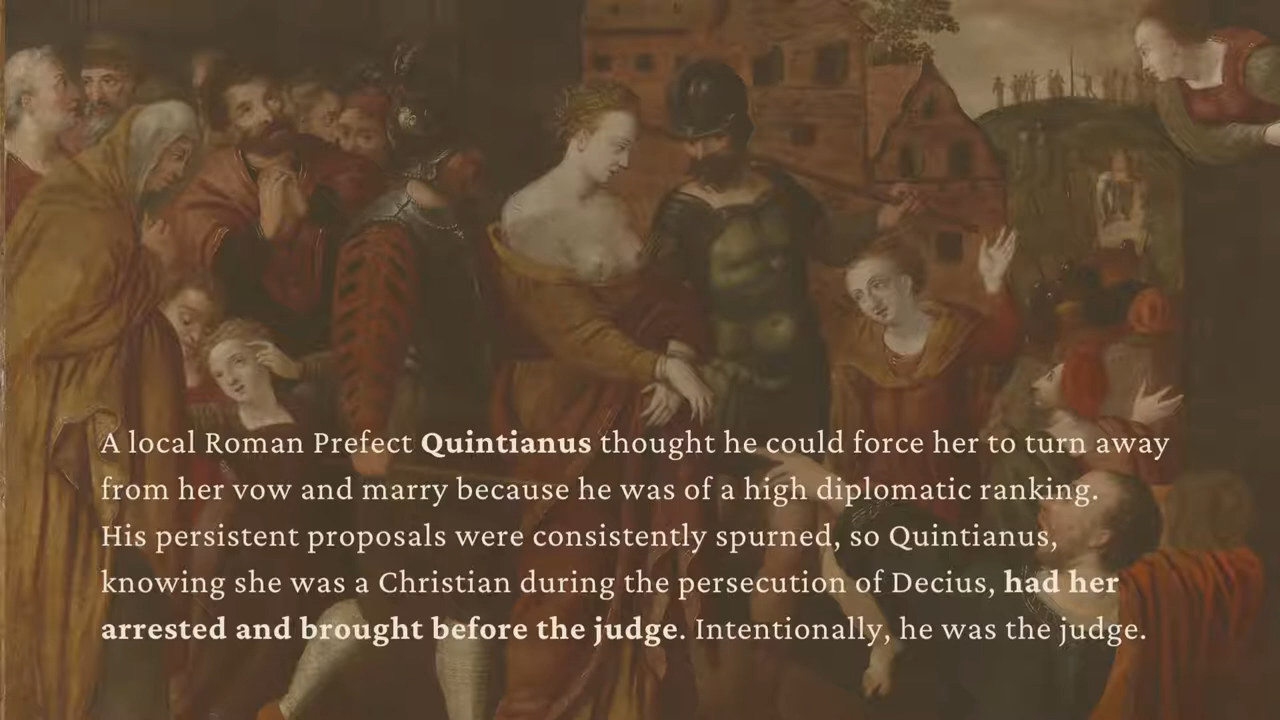 A local Roman Prefect Quintianus thought he could force her to turn away
from her vow and marry because he was of a high diplomatic ranking.
His persistent proposals were consistently spurned, so Quintianus,
knowing she was a Christian during the persecution of Decius, had her
arrested and brought before the judge. Intentionally, he was the judge.